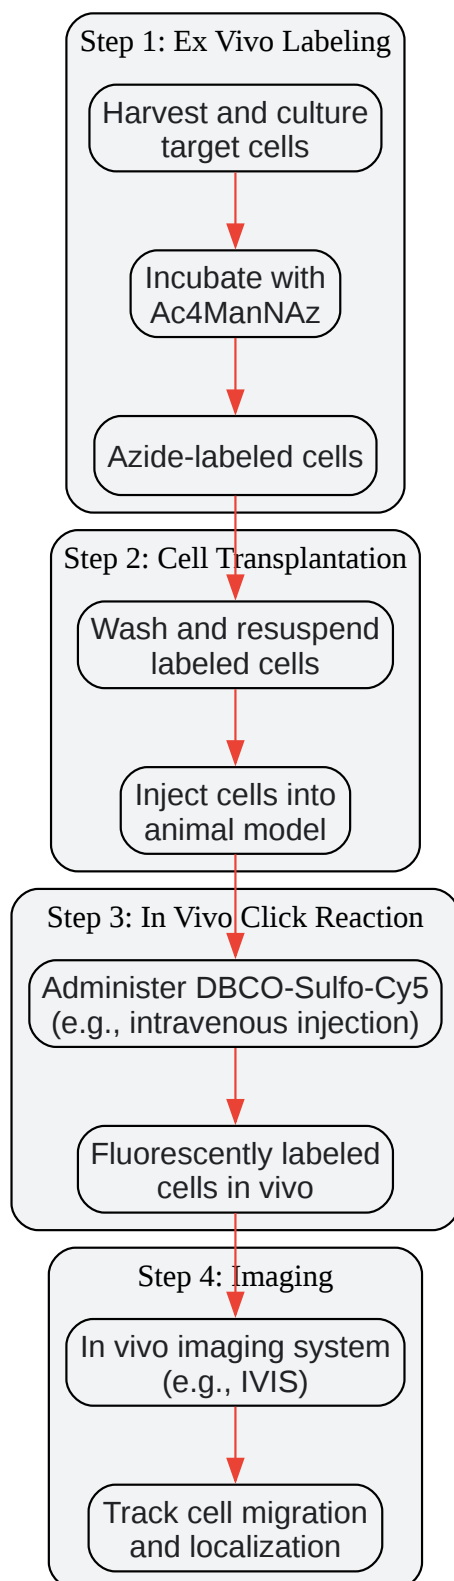 Step 1: Ex Vivo Labeling
Harvest and culture
target cells
Incubate with
Ac4ManNAz
Azide-labeled cells
Step 2: Cell Transplantation
Wash and resuspend
labeled cells
Inject cells into
animal model
Step 3: In Vivo Click Reaction
Administer DBCO-Sulfo-Cy5
(e.g., intravenous injection)
Fluorescently labeled
cells in vivo
Step 4: Imaging
In vivo imaging system
(e.g., IVIS)
Track cell migration
and localization